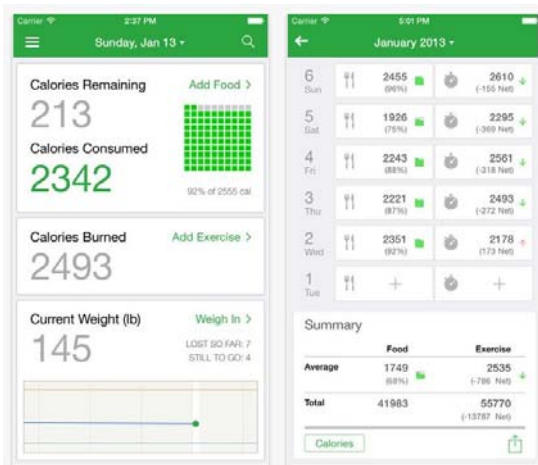 Carrier 2:37 PM
Sunday, Jan 13
Calories Remaining
Add Food >
213
Calories Consumed
2342
92% of 2555 cal
Calories Burned
Add Exercise >
2493
Current Weight (lb)
Weigh In >
145
LOST SO FAR: 7
STILL TO GO: 4
Carrier 5:01 PM
January 2013
6 2455 2610
Sun (96%) (-155 Net)
5 1926 2295
Sat (75%) (-369 Net)
4 2243 2561
Fri (88%) (-318 Net)
3 2221 2493
Thu (87%) (-272 Net)
2 2351 2178
Wed (92%) (173 Net)
1 + +
Tue
Summary
Food Exercise
Average 1749 2535
(68%) (-786 Net)
Total 41983 55770
(-13787 Net)
Calories